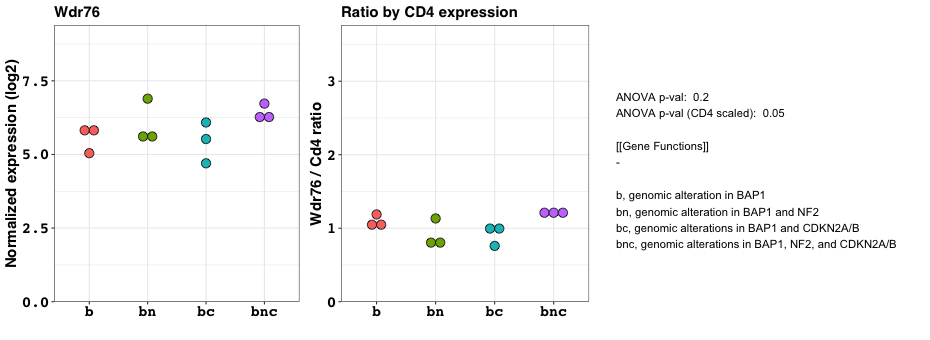 Wdr76
Normalized expression (log2)
7.5
5.0
2.5
0.0
b bn bc bnc
Ratio by CD4 expression
Wdr76 / Cd4 ratio
3
2
1
0
b bn bc bnc
ANOVA p-val: 0.2
ANOVA p-val (CD4 scaled): 0.05
[[Gene Functions]]
-
b, genomic alteration in BAP1
bn, genomic alteration in BAP1 and NF2
bc, genomic alterations in BAP1 and CDKN2A/B
bnc, genomic alterations in BAP1, NF2, and CDKN2A/B